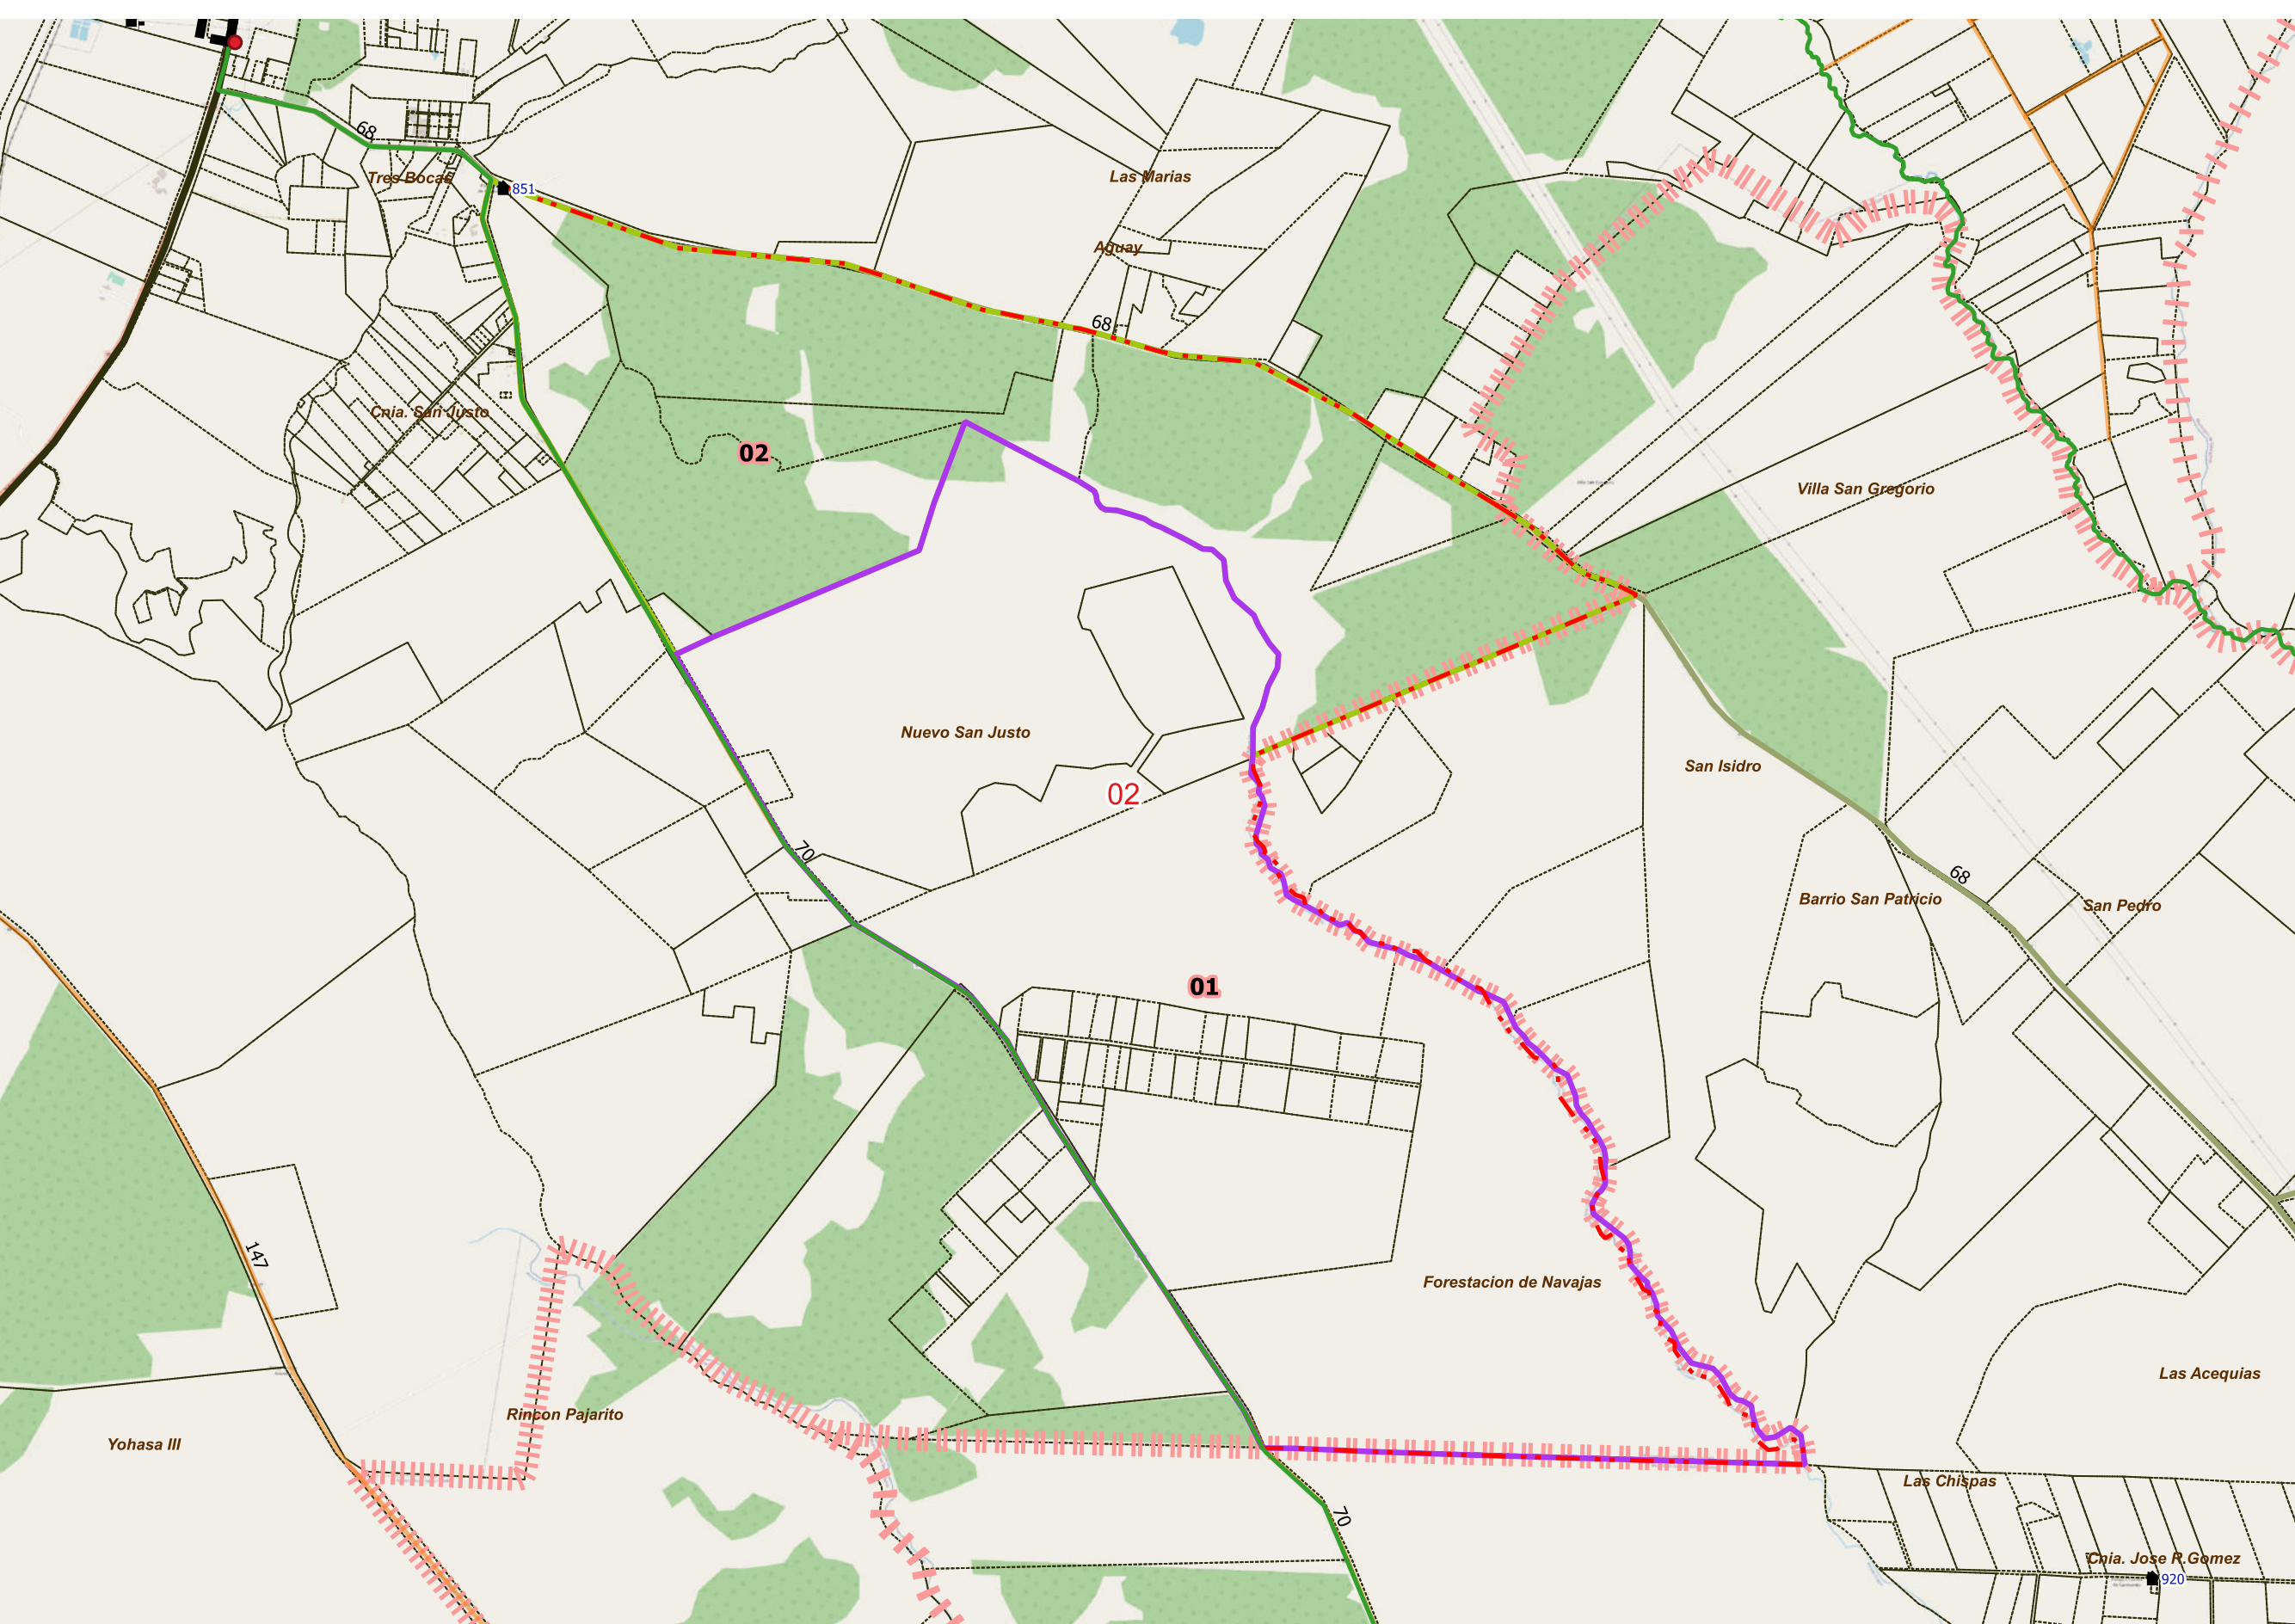 68
Tres Bocas
851
Las Marias
Aguay
68
Cnia. San Justo
02
Villa San Gregorio
Nuevo San Justo
02
San Isidro
70
68
Barrio San Patricio
San Pedro
01
147
Forestacion de Navajas
Las Acequias
Rincon Pajarito
Yohasa III
Las Chispas
70
Cnia. Jose R.Gomez
920